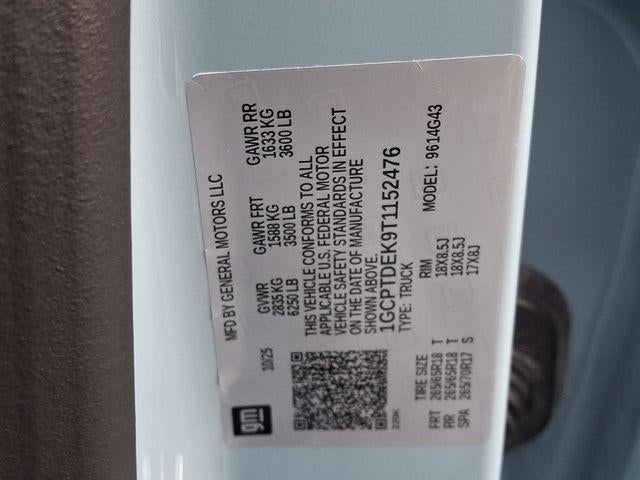 MFD BY GENERAL MOTORS LLC
gm
10/25
GVWR GAWR FRT GAWR RR
2835 KG 1588 KG 1633 KG
6250 LB 3500 LB 3600 LB
THIS VEHICLE CONFORMS TO ALL
APPLICABLE U.S. FEDERAL MOTOR
VEHICLE SAFETY STANDARDS IN EFFECT
ON THE DATE OF MANUFACTURE
SHOWN ABOVE.
1GCPTDEK9T1152476
TYPE: TRUCK MODEL: 9614G43
TIRE SIZE RIM
FRT 265/65R18 T 18X8.5J
RR 265/65R18 T 18X8.5J
SPA 265/70R17 S 17X8J